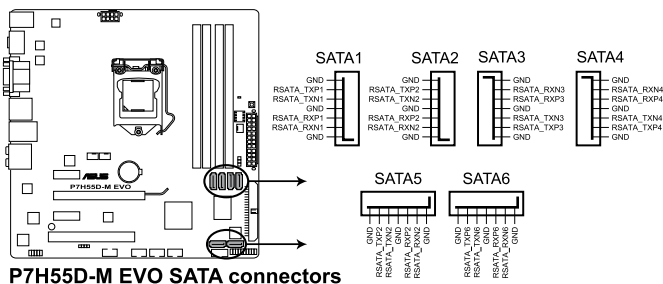 SATA1
GND
RSATA_TXP1
RSATA_TXN1
GND
RSATA_RXP1
RSATA_RXN1
GND
SATA2
GND
RSATA_TXP2
RSATA_TXN2
GND
RSATA_RXP2
RSATA_RXN2
GND
SATA3
GND
RSATA_RXN3
RSATA_RXP3
GND
RSATA_TXN3
RSATA_TXP3
GND
SATA4
GND
RSATA_RXN4
RSATA_RXP4
GND
RSATA_TXN4
RSATA_TXP4
GND
ASUS
P7H55D-M EVO
SATA5
GND
RSATA_TXP2
RSATA_TXN2
GND
RSATA_RXP2
RSATA_RXN2
GND
SATA6
GND
RSATA_TXP6
RSATA_TXN6
GND
RSATA_RXP6
RSATA_RXN6
GND
P7H55D-M EVO SATA connectors